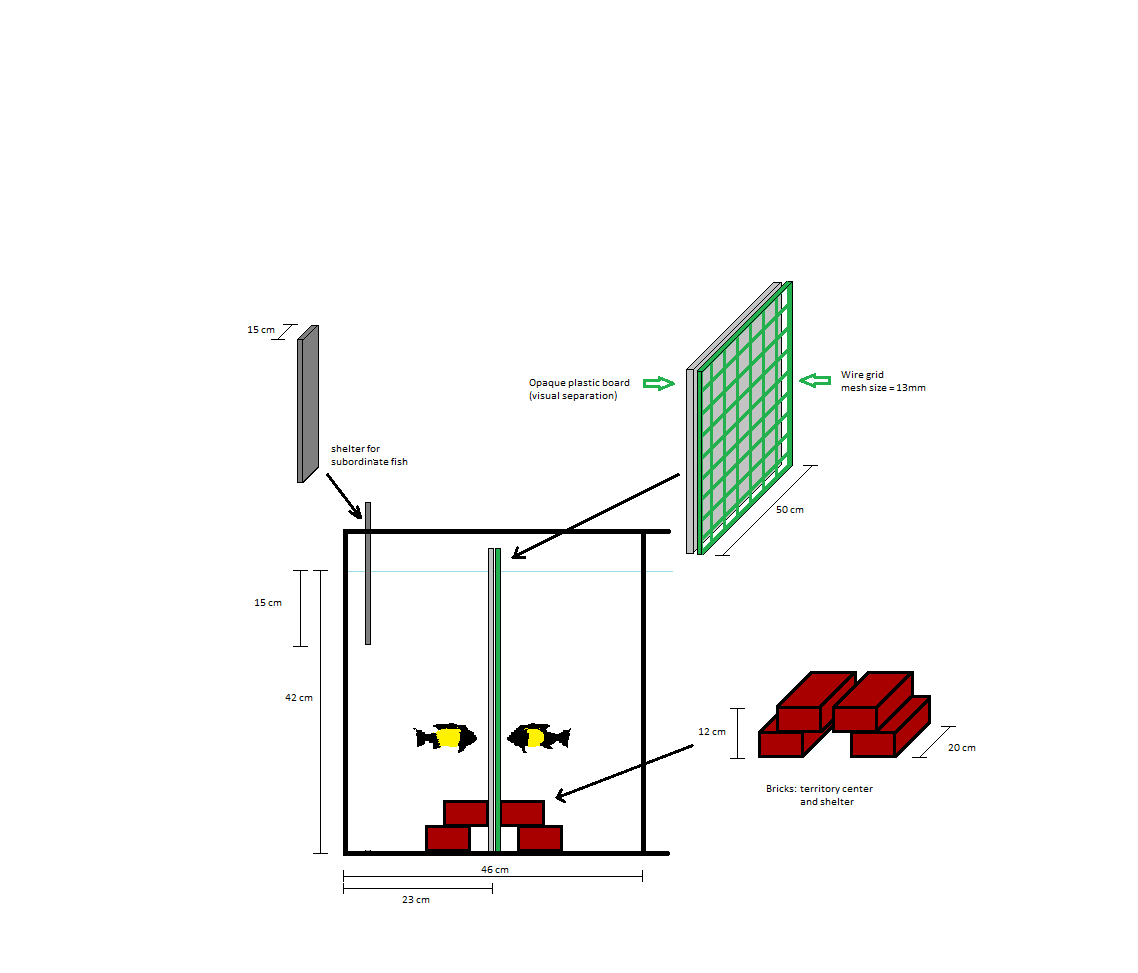 15 cm
Opaque plastic board
(visual separation)
Wire grid
mesh size = 13mm
shelter for
subordinate fish
50 cm
15 cm
42 cm
12 cm
20 cm
Bricks: territory center
and shelter
46 cm
23 cm